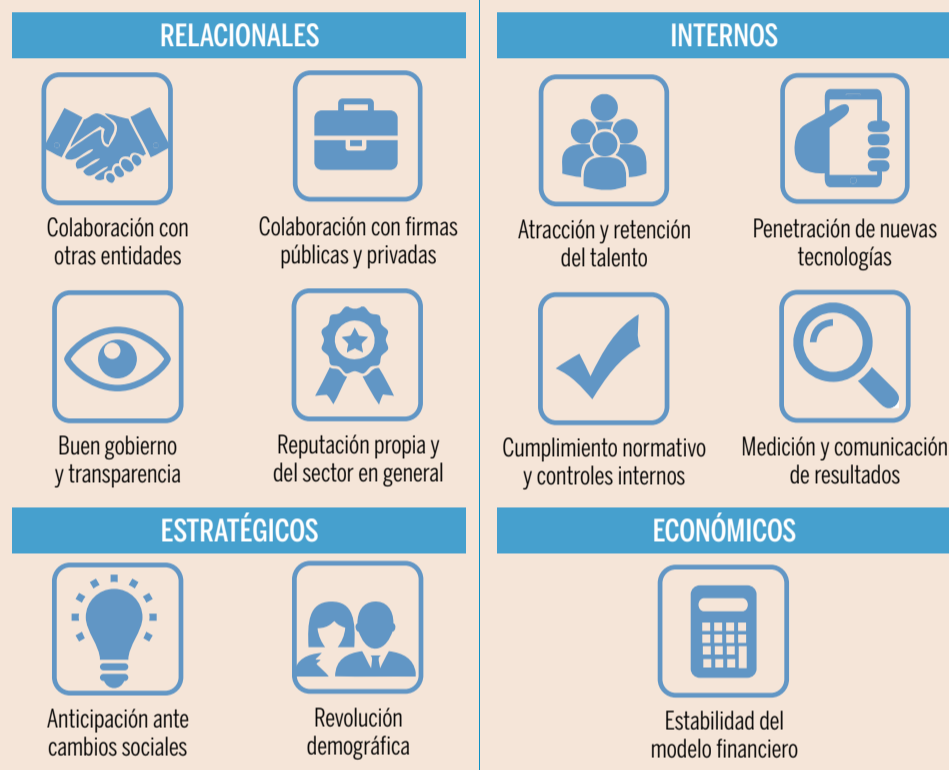 RELACIONALES
Colaboración con
otras entidades
Colaboración con firmas
públicas y privadas
Buen gobierno
y transparencia
Reputación propia y
del sector en general
INTERNOS
Atracción y retención
del talento
Penetración de nuevas
tecnologías
Cumplimiento normativo
y controles internos
Medición y comunicación
de resultados
ESTRATÉGICOS
Anticipación ante
cambios sociales
Revolución
demográfica
ECONÓMICOS
Estabilidad del
modelo financiero